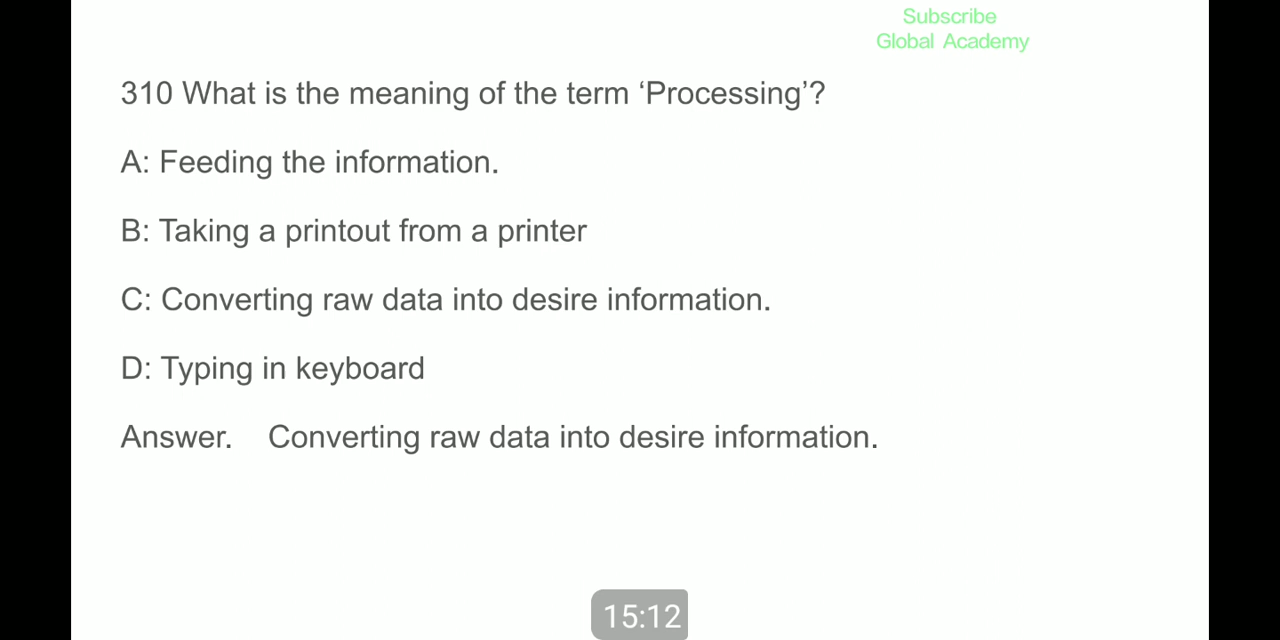 Subscribe
Global Academy
310 What is the meaning of the term ‘Processing’?
A: Feeding the information.
B: Taking a printout from a printer
C: Converting raw data into desire information.
D: Typing in keyboard
Answer. Converting raw data into desire information.
15:12